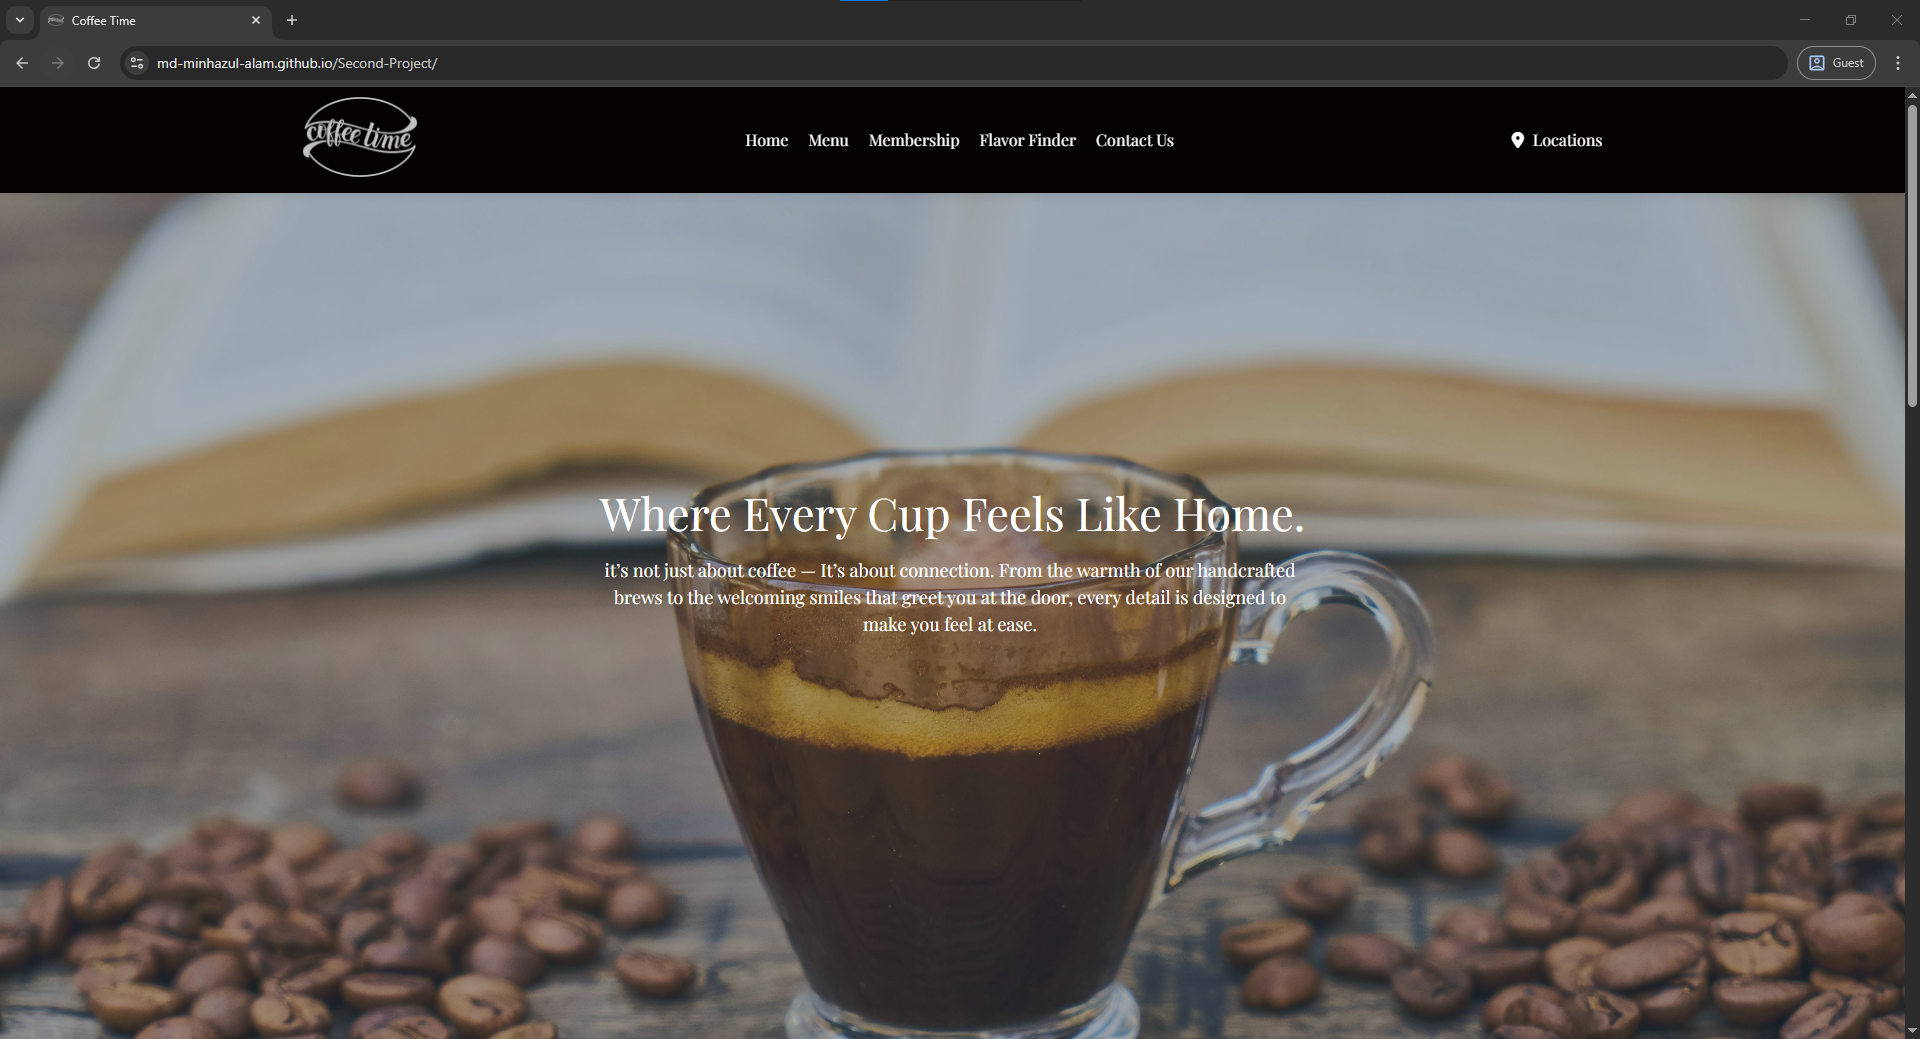 Coffee Time
md-minhazul-alam.github.io/Second-Project/
Guest
coffee time
Home Menu Membership Flavor Finder Contact Us
Locations
Where Every Cup Feels Like Home.
it’s not just about coffee — It’s about connection. From the warmth of our handcrafted
brews to the welcoming smiles that greet you at the door, every detail is designed to
make you feel at ease.